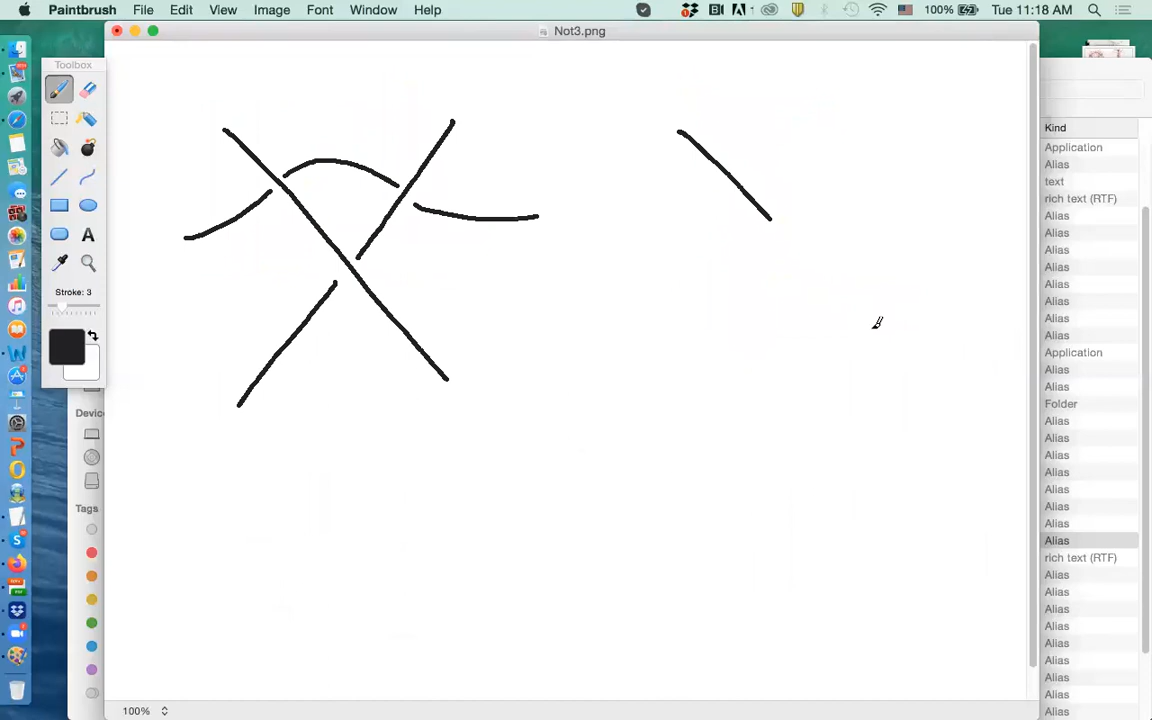 Paintbrush File Edit View Image Font Window Help
100% Tue 11:18 AM
Not3.png
Toolbox
Stroke: 3
Kind
Application
Alias
text
rich text (RTF)
Alias
Alias
Alias
Alias
Alias
Alias
Alias
Alias
Application
Alias
Alias
Folder
Alias
Alias
Alias
Alias
Alias
Alias
Alias
Alias
rich text (RTF)
Alias
Alias
Alias
Alias
Alias
Alias
Alias
Alias
Alias
Device
Tags
100%